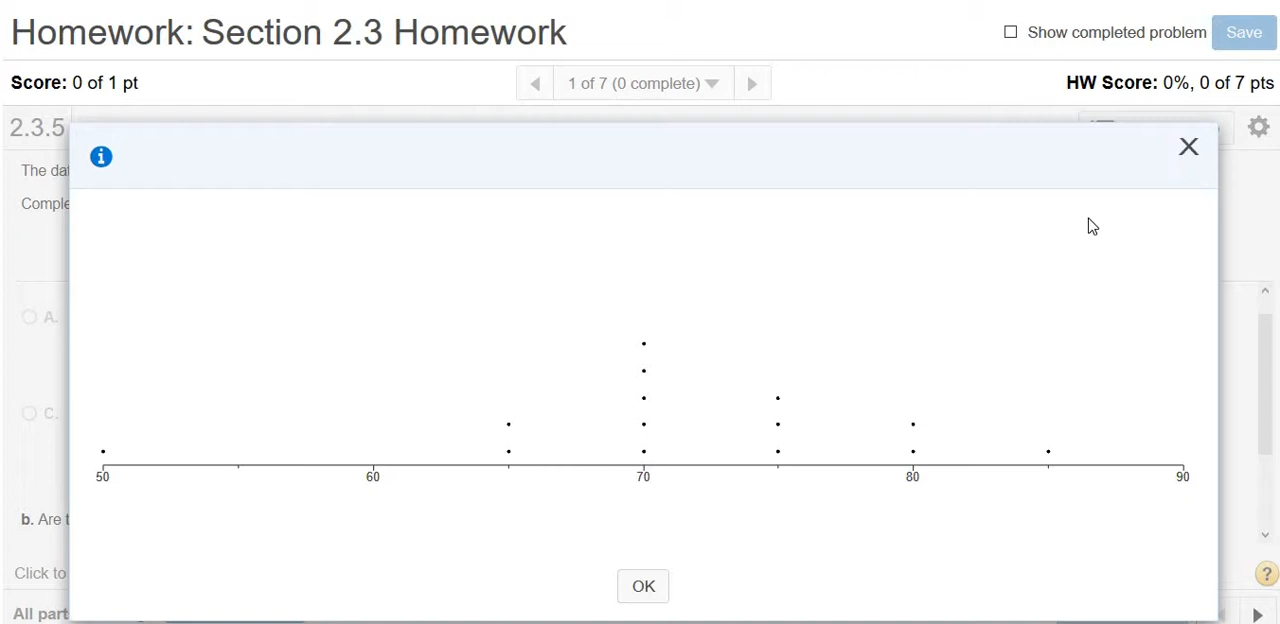 Homework: Section 2.3 Homework
Show completed problem
Save
Score: 0 of 1 pt
1 of 7 (0 complete)
HW Score: 0%, 0 of 7 pts
2.3.5
The da
Comple
A.
C.
50 60 70 80 90
b. Are t
Click to
?
All part
OK